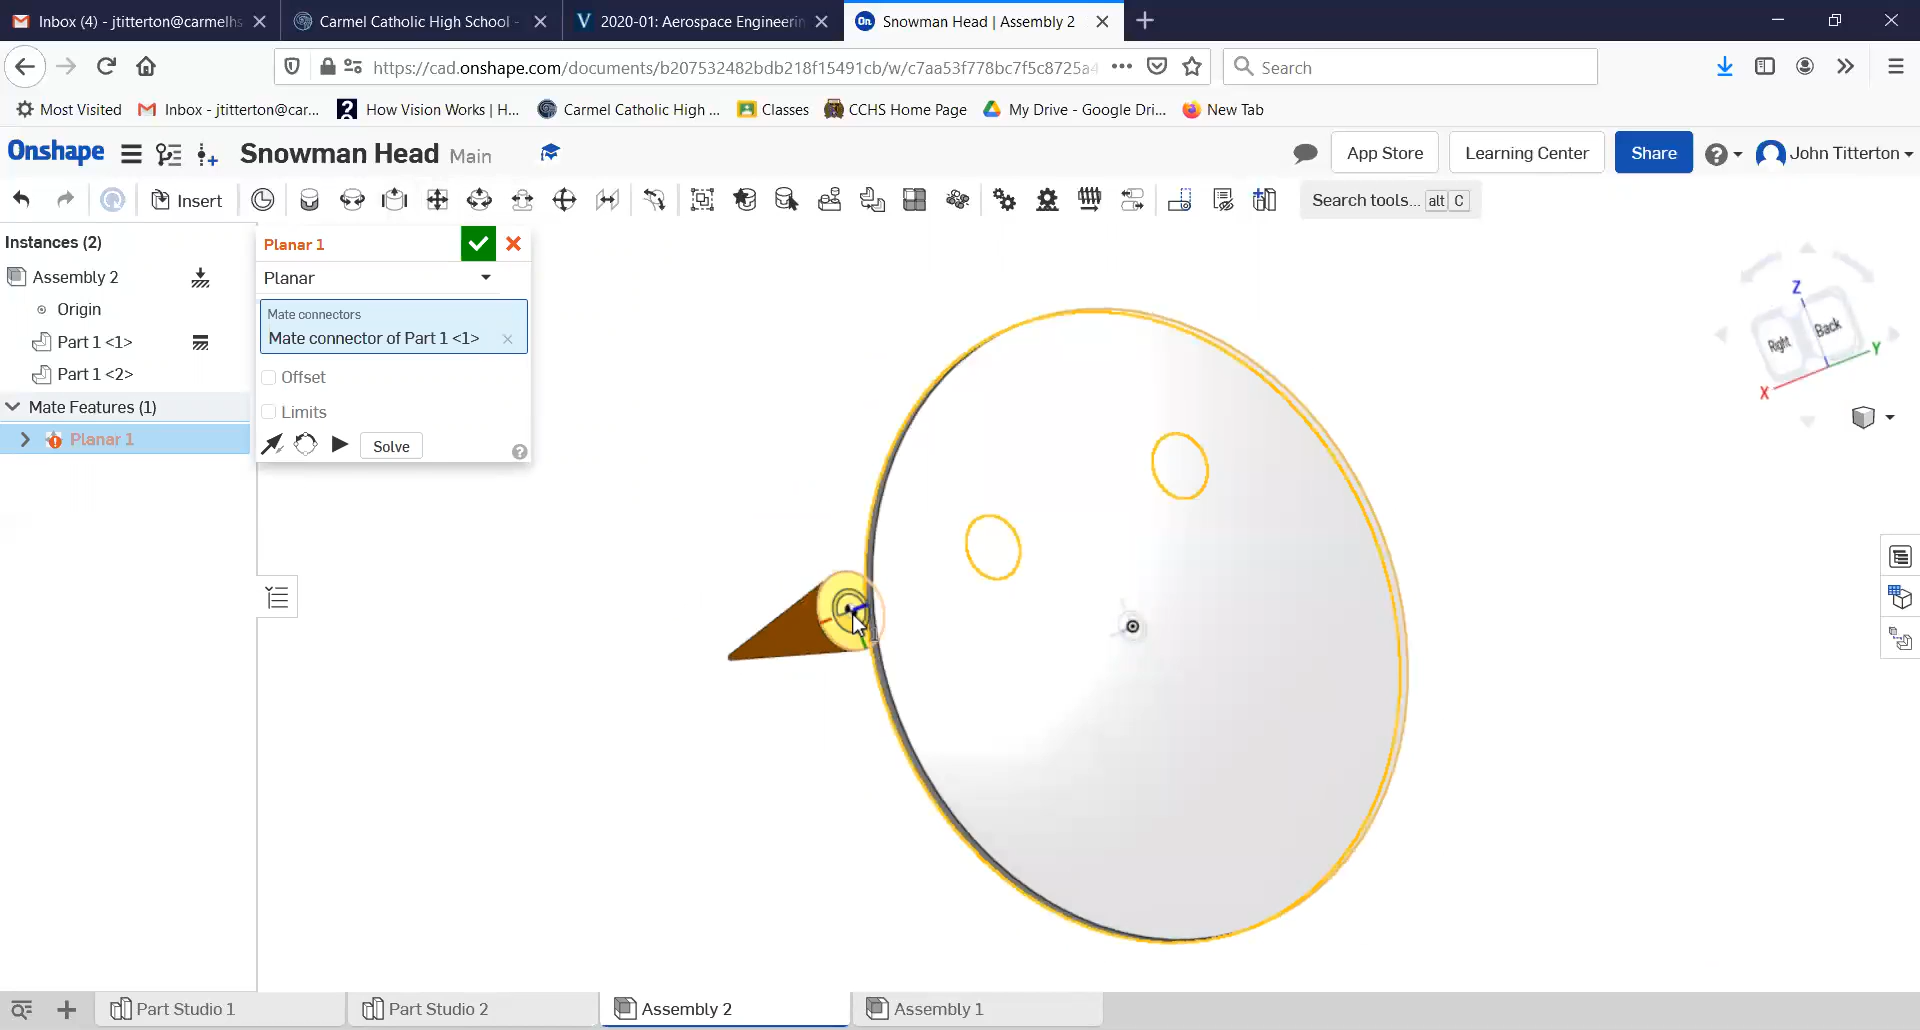 Inbox (4) - jtitterton@carmelhs
Carmel Catholic High School -
2020-01: Aerospace Engineerin
Snowman Head | Assembly 2
https://cad.onshape.com/documents/b207532482bdb218f15491cb/w/c7aa53f778bc7f5c8725a4
Search
Most Visited
Inbox - jtitterton@car...
How Vision Works | H...
Carmel Catholic High ...
Classes
CCHS Home Page
My Drive - Google Dri...
New Tab
Onshape
Snowman Head Main
App Store
Learning Center
Share
John Titterton
Insert
Search tools... alt C
Instances (2)
Assembly 2
Origin
Part 1 <1>
Part 1 <2>
Mate Features (1)
Planar 1
Planar 1
Planar
Mate connectors
Mate connector of Part 1 <1>
Offset
Limits
Solve
Z
Right
Back
Y
X
Part Studio 1
Part Studio 2
Assembly 2
Assembly 1